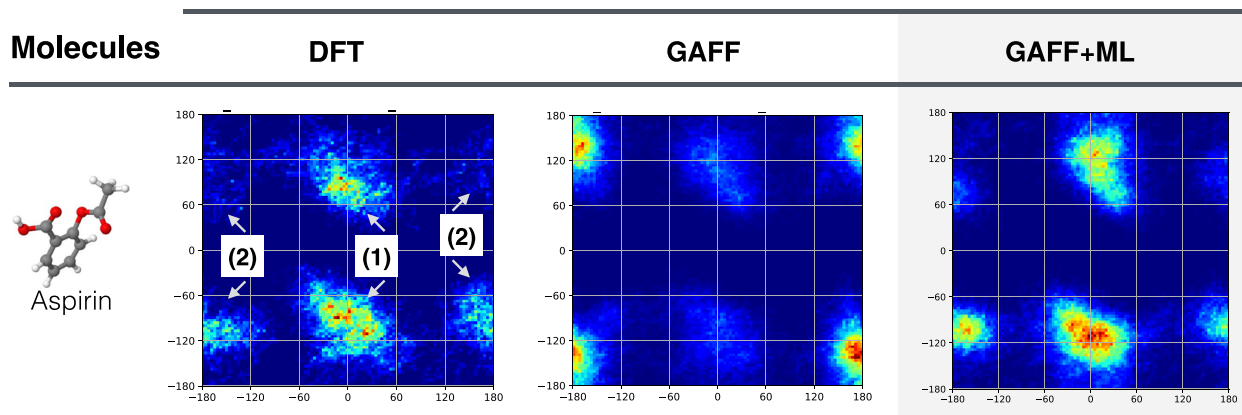 Molecules DFT GAFF GAFF+ML
180 180 180
120 120 120
60 60 60
(2) (1) (2)
0 0 0
−60 −60 −60
Aspirin
−120 −120 −120
−180 −180 −180
−180 −120 −60 0 60 120 180 −180 −120 −60 0 60 120 180 −180 −120 −60 0 60 120 180